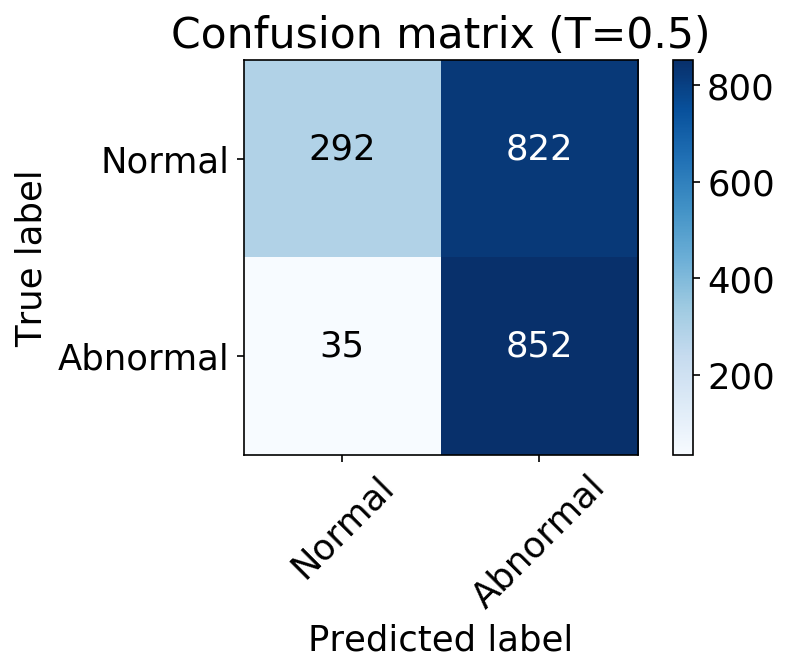 Confusion matrix (T=0.5)
True label
Normal
292
822
Abnormal
35
852
800
600
400
200
Normal
Abnormal
Predicted label